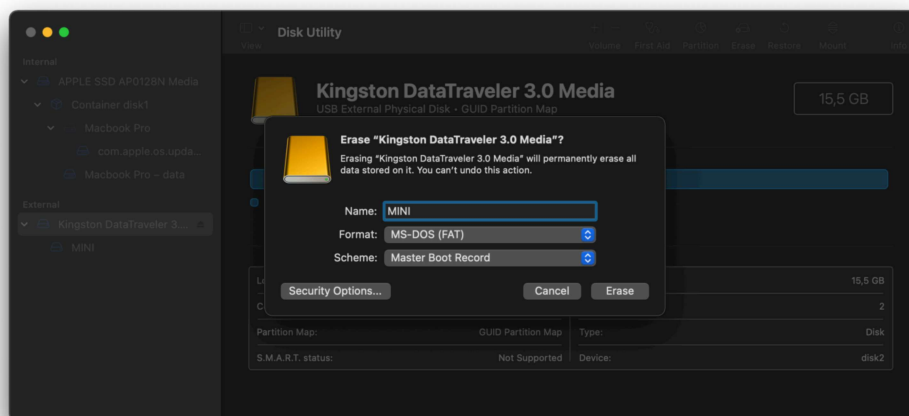 Disk Utility
View
Volume First Aid Partition Erase Restore Mount Info
Internal
APPLE SSD AP0128N Media
Container disk1
Macbook Pro
com.apple.os.upda...
Macbook Pro – data
External
Kingston DataTraveler 3....
MINI
Kingston DataTraveler 3.0 Media
USB External Physical Disk • GUID Partition Map
15,5 GB
Erase “Kingston DataTraveler 3.0 Media”?
Erasing “Kingston DataTraveler 3.0 Media” will permanently erase all
data stored on it. You can’t undo this action.
Name: MINI
Format: MS-DOS (FAT)
Scheme: Master Boot Record
Security Options... Cancel Erase
15,5 GB
2
Partition Map: GUID Partition Map Type: Disk
S.M.A.R.T. status: Not Supported Device: disk2